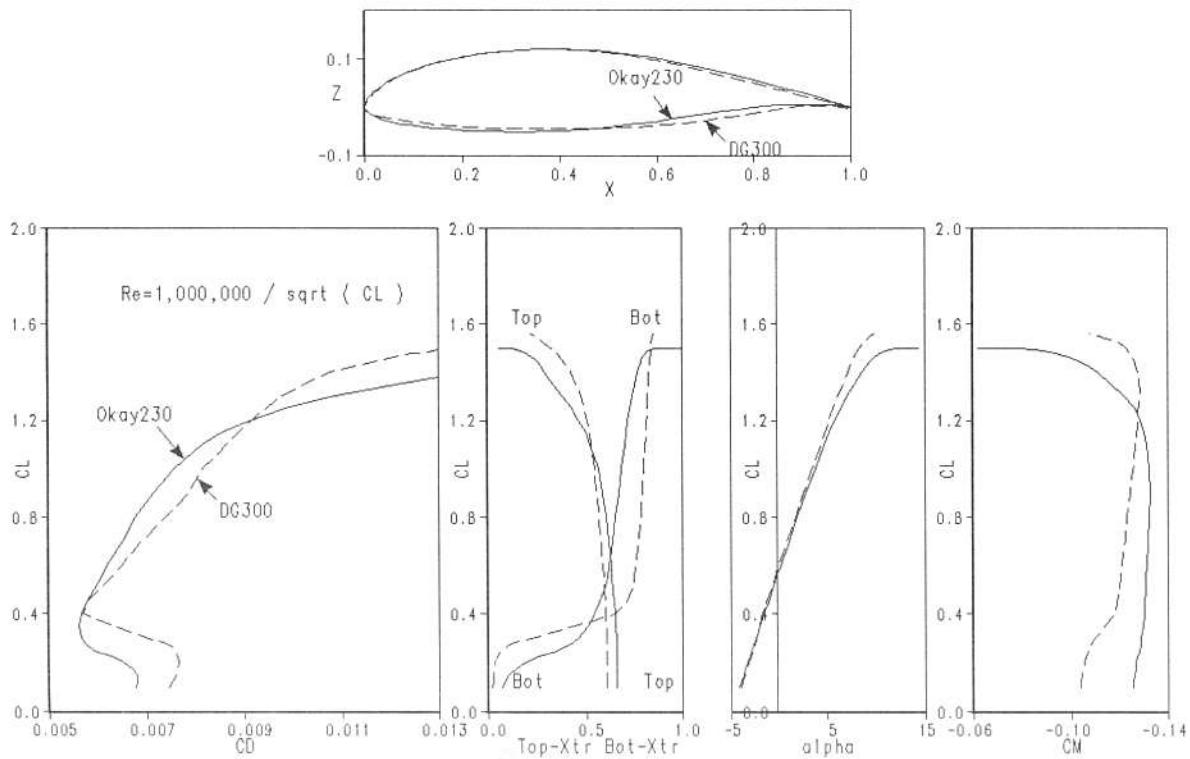 0.1
Z
-0.1
Okay230
DG300
0.0 0.2 0.4 0.6 0.8 1.0
X
2.0
1.6
1.2
CL
0.8
0.4
0.0
Re=1,000,000 / sqrt ( CL )
Okay230
DG300
0.005 0.007 0.009 0.011 0.013
CD
2.0
1.6
1.2
CL
0.8
0.4
0.0
Top Bot
Bot Top
0.0 0.5 1.0
Top-Xtr Bot-Xtr
2.0
1.6
1.2
CL
0.8
0.4
0.0
-5 5 15
alpha
2.0
1.6
1.2
CL
0.8
0.4
0.0
-0.06 -0.10 -0.14
CM